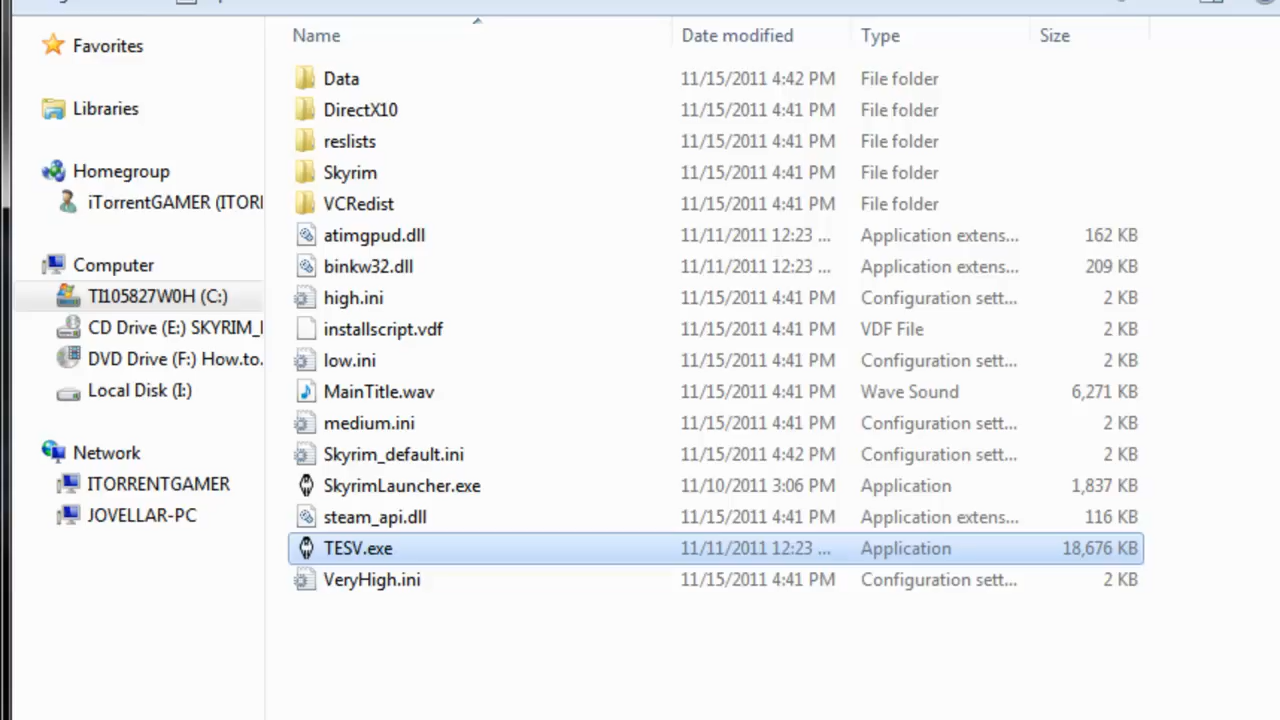 Name Date modified Type Size
Favorites
Libraries
Homegroup
iTorrentGAMER (ITORI
Computer
TI105827W0H (C:)
CD Drive (E:) SKYRIM_
DVD Drive (F:) How.to.
Local Disk (I:)
Network
ITORRENTGAMER
JOVELLAR-PC
Data 11/15/2011 4:42 PM File folder
DirectX10 11/15/2011 4:41 PM File folder
reslists 11/15/2011 4:41 PM File folder
Skyrim 11/15/2011 4:41 PM File folder
VCRedist 11/15/2011 4:41 PM File folder
atimgpud.dll 11/11/2011 12:23 ... Application extens... 162 KB
binkw32.dll 11/11/2011 12:23 ... Application extens... 209 KB
high.ini 11/15/2011 4:41 PM Configuration sett... 2 KB
installscript.vdf 11/15/2011 4:41 PM VDF File 2 KB
low.ini 11/15/2011 4:41 PM Configuration sett... 2 KB
MainTitle.wav 11/15/2011 4:41 PM Wave Sound 6,271 KB
medium.ini 11/15/2011 4:41 PM Configuration sett... 2 KB
Skyrim_default.ini 11/15/2011 4:42 PM Configuration sett... 2 KB
SkyrimLauncher.exe 11/10/2011 3:06 PM Application 1,837 KB
steam_api.dll 11/15/2011 4:41 PM Application extens... 116 KB
TESV.exe 11/11/2011 12:23 ... Application 18,676 KB
VeryHigh.ini 11/15/2011 4:41 PM Configuration sett... 2 KB